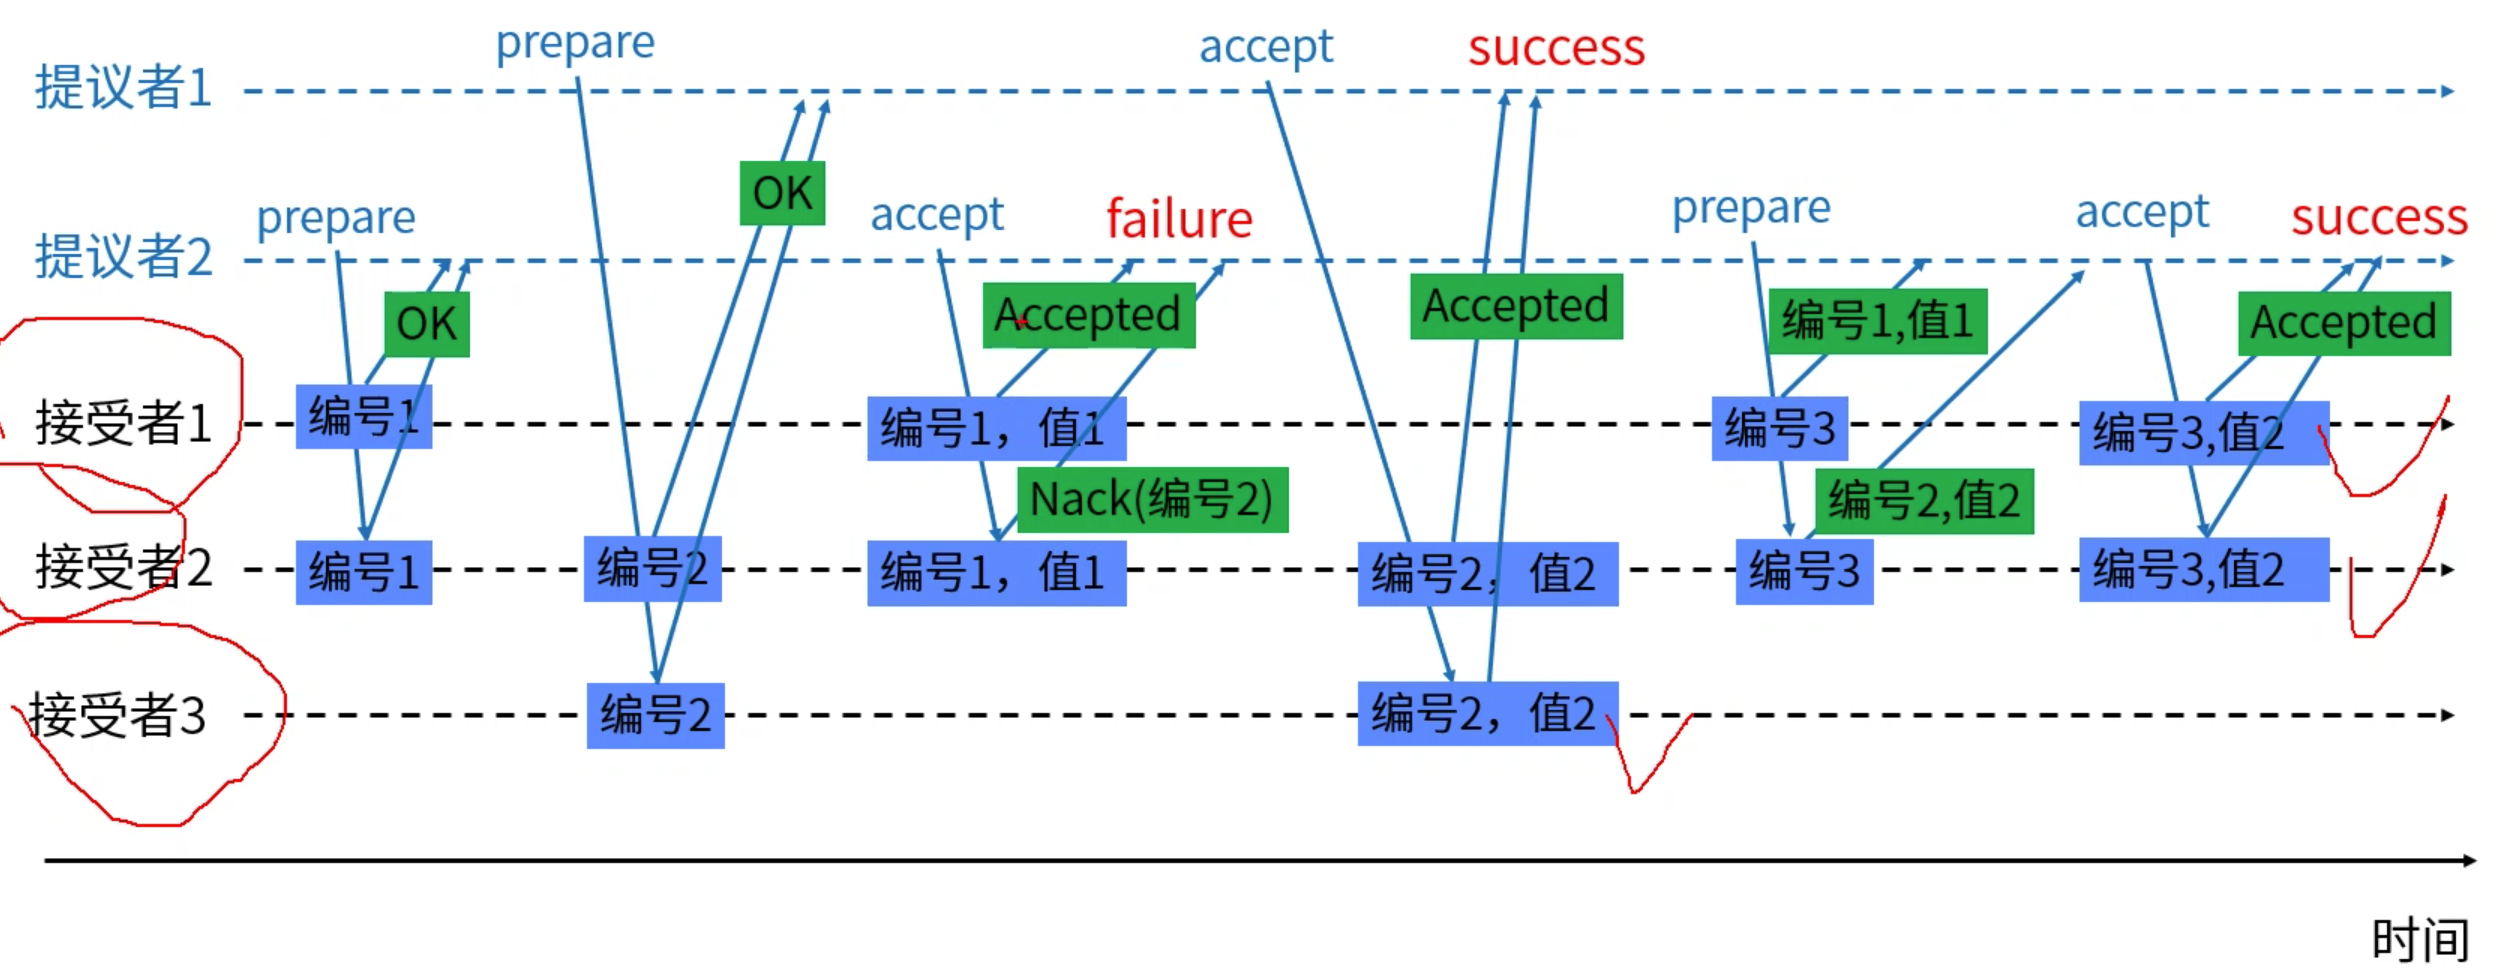 prepare
accept
success
提议者1
OK
prepare
accept
failure
prepare
accept
success
提议者2
OK
Accepted
Accepted
编号1,值1
Accepted
接受者1
编号1
编号1，值1
编号3
编号3,值2
Nack(编号2)
编号2,值2
接受者2
编号1
编号2
编号1，值1
编号2，值2
编号3
编号3,值2
接受者3
编号2
编号2，值2
时间